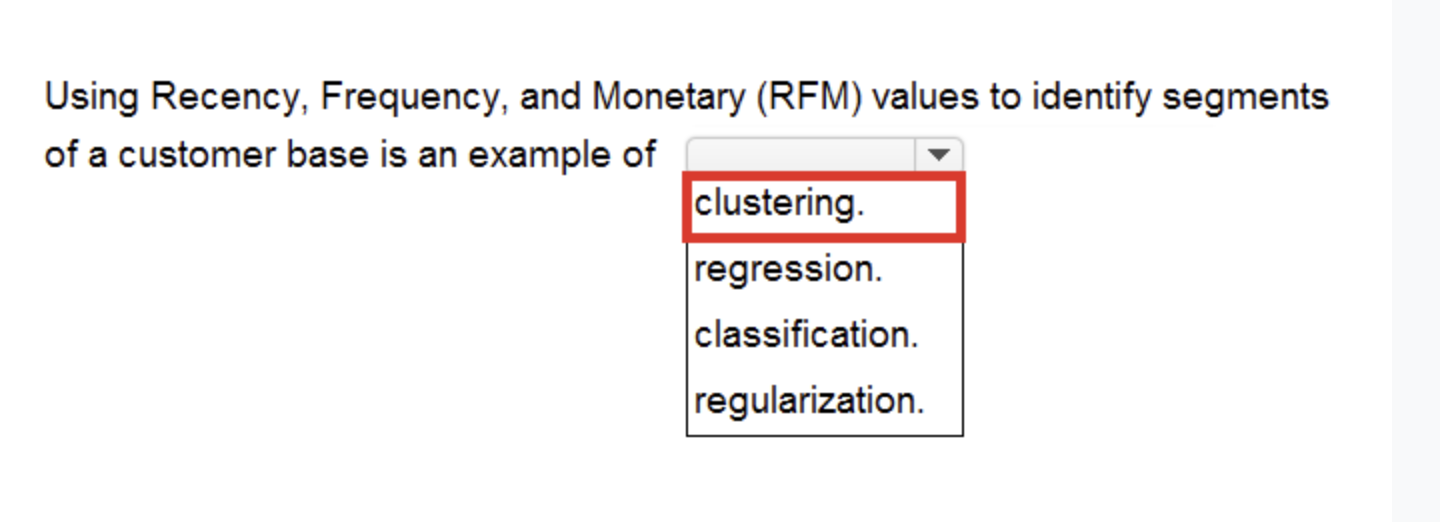 Using Recency, Frequency, and Monetary (RFM) values to identify segments
of a customer base is an example of
clustering.
regression.
classification.
regularization.